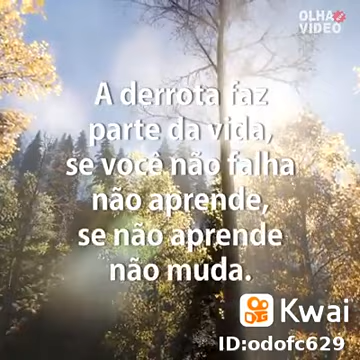 OLHA
VIDEO
A derrota faz
parte da vida,
se você não falha
não aprende,
se não aprende
não muda.
Kwai
ID:odofc629